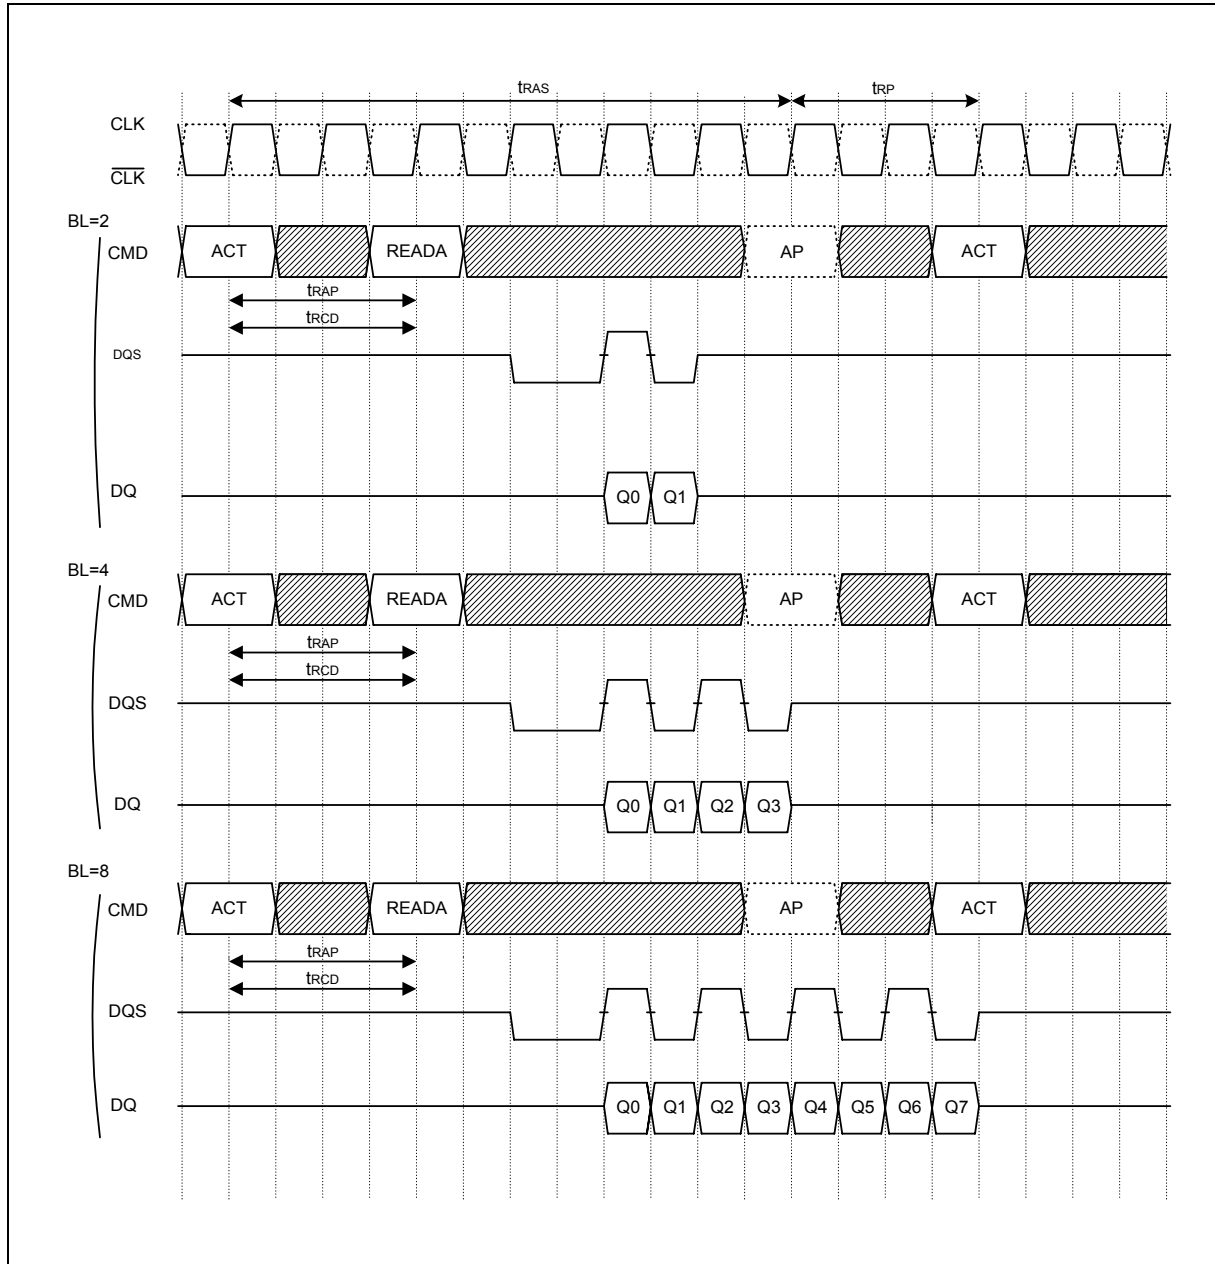 tRAS tRP
CLK
CLK
BL=2
CMD ACT READA AP ACT
tRAP
tRCD
DQS
DQ Q0 Q1
BL=4
CMD ACT READA AP ACT
tRAP
tRCD
DQS
DQ Q0 Q1 Q2 Q3
BL=8
CMD ACT READA AP ACT
tRAP
tRCD
DQS
DQ Q0 Q1 Q2 Q3 Q4 Q5 Q6 Q7